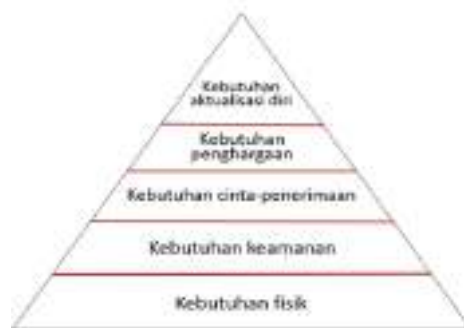 Kebutuhan
aktualisasi diri
Kebutuhan
penghargaan
Kebutuhan cinta-penerimaan
Kebutuhan keamanan
Kebutuhan fisik